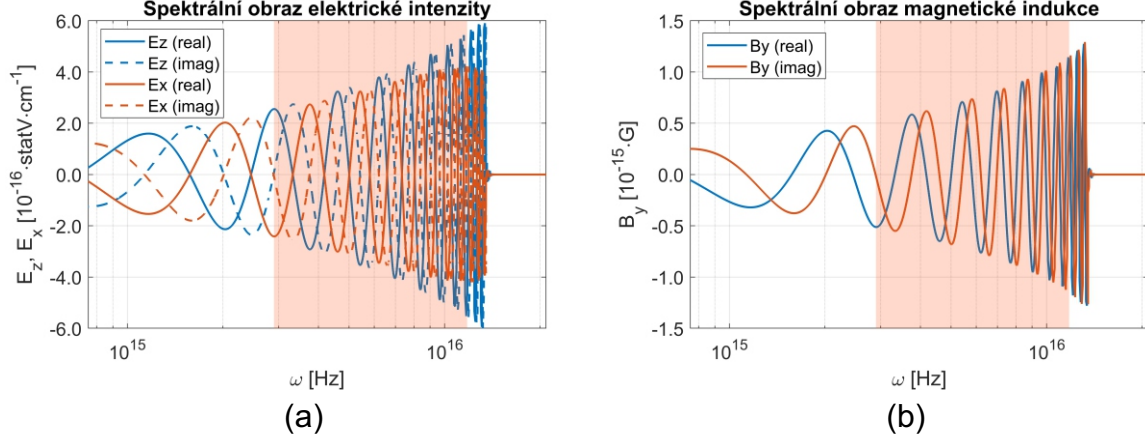 Spektrální obraz elektrické intenzity
Ez (real)
Ez (imag)
Ex (real)
Ex (imag)
6.0
4.0
2.0
0.0
-2.0
-4.0
-6.0
E_z, E_x [10^-16·statV·cm^-1]
10^15
10^16
ω [Hz]
(a)
Spektrální obraz magnetické indukce
By (real)
By (imag)
1.5
1.0
0.5
0.0
-0.5
-1.0
-1.5
B_y [10^-15·G]
10^15
10^16
ω [Hz]
(b)